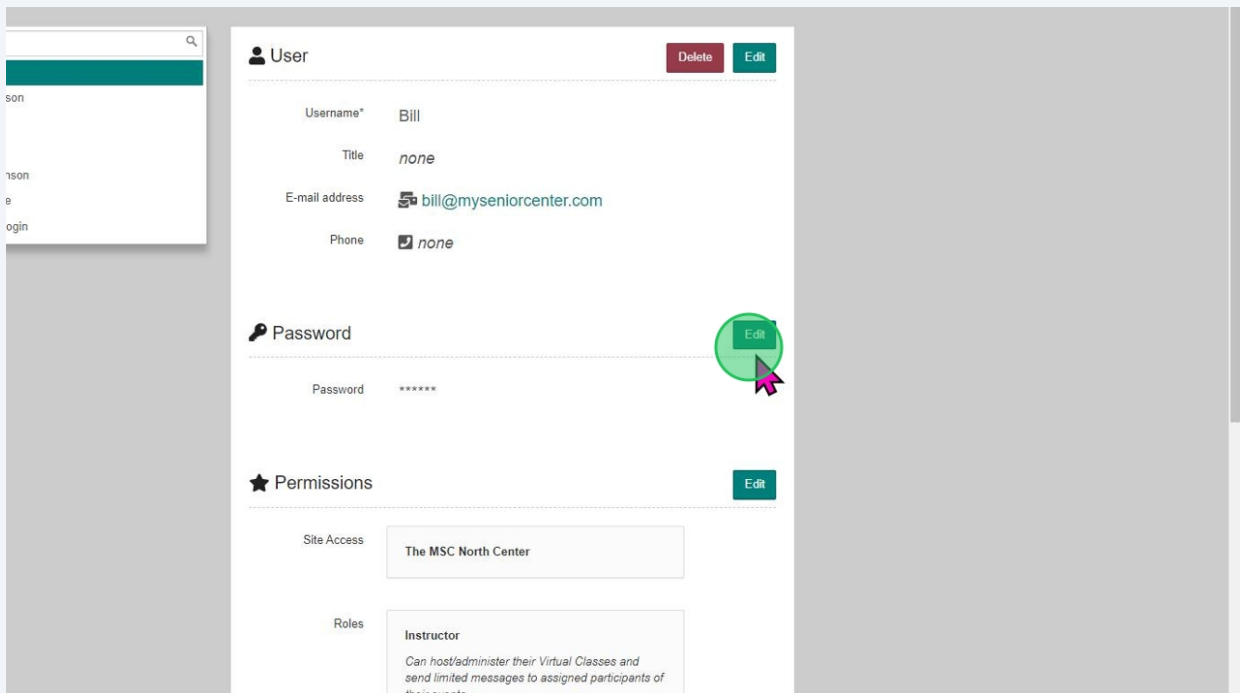 son
nson
e
ogin
User
Delete
Edit
Username*
Bill
Title
none
E-mail address
bill@myseniorcenter.com
Phone
none
Password
Edit
Password
******
Permissions
Edit
Site Access
The MSC North Center
Roles
Instructor
Can host/administer their Virtual Classes and
send limited messages to assigned participants of
their events